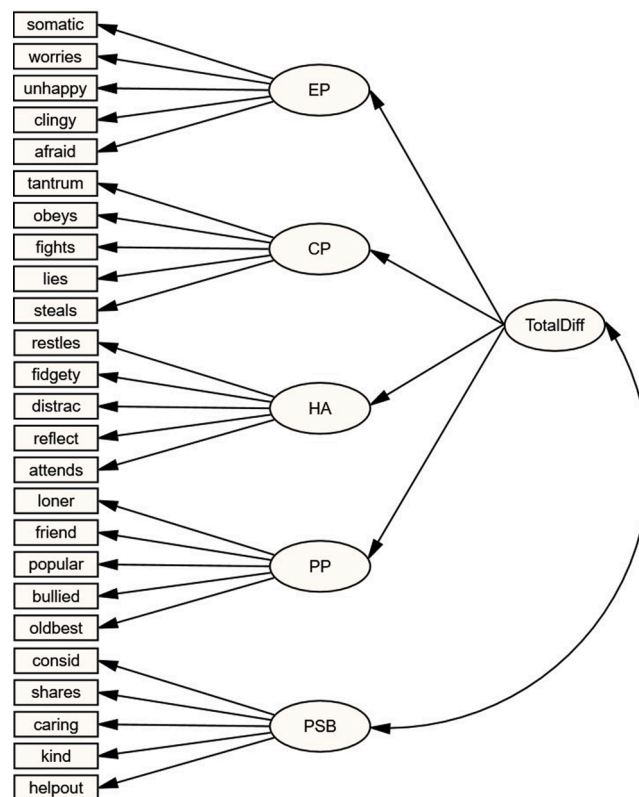 somatic
worries
unhappy
clingy
afraid
EP
tantrum
obeys
fights
lies
steals
CP
restles
fidgety
distrac
reflect
attends
HA
loner
friend
popular
bullied
oldbest
PP
consid
shares
caring
kind
helpout
PSB
TotalDiff